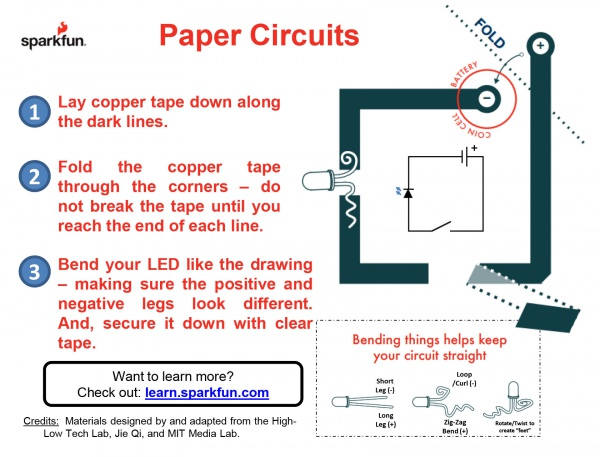 sparkfun®
Paper Circuits
1
Lay copper tape down along
the dark lines.
2
Fold the copper tape
through the corners – do
not break the tape until you
reach the end of each line.
3
Bend your LED like the drawing
– making sure the positive and
negative legs look different.
And, secure it down with clear
tape.
Want to learn more?
Check out: learn.sparkfun.com
Credits: Materials designed by and adapted from the High-
Low Tech Lab, Jie Qi, and MIT Media Lab.
FOLD
+
BATTERY
–
COIN CELL
+
Bending things helps keep
your circuit straight
Short
Leg (-)
Long
Leg (+)
Loop
/Curl (-)
Zig-Zag
Bend (+)
Rotate/Twist to
create "feet"